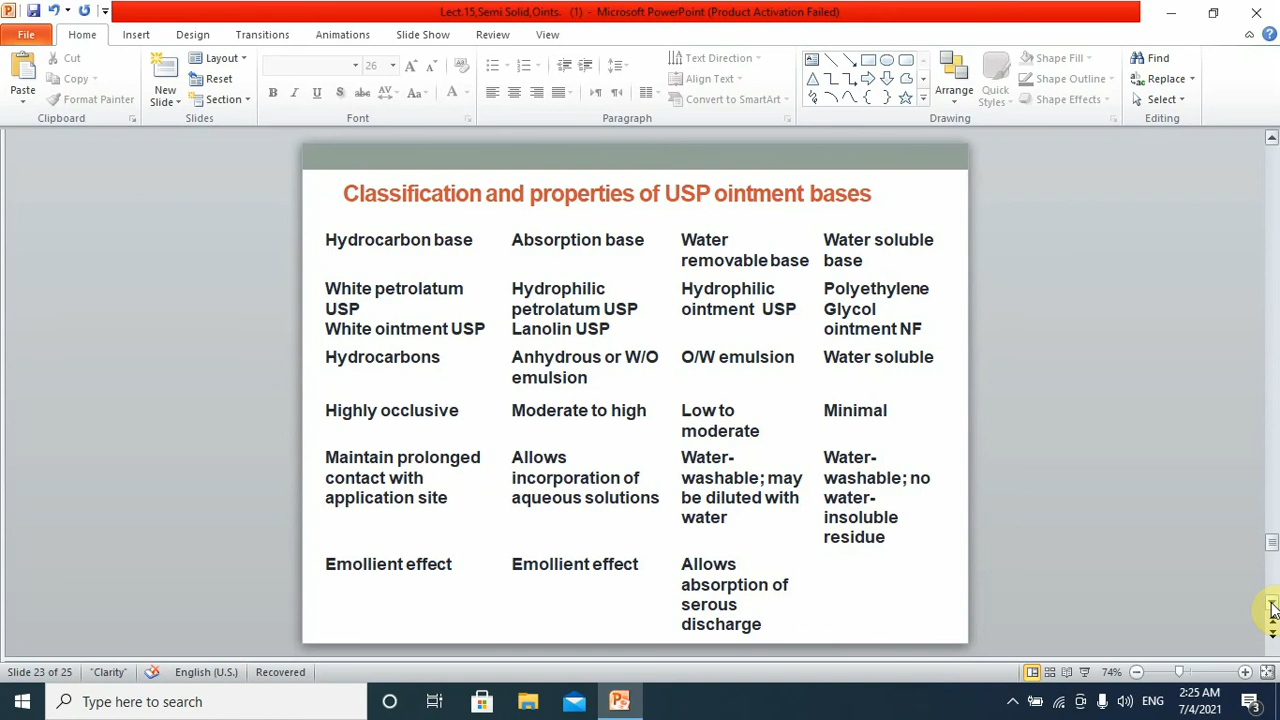 Lect.15,Semi Solid,Oints. (1) - Microsoft PowerPoint (Product Activation Failed)
File Home Insert Design Transitions Animations Slide Show Review View
Paste
Cut
Copy
Format Painter
Clipboard
New Slide
Layout
Reset
Section
Slides
26
B I U S abc AV Aa A
Font
Text Direction
Align Text
Convert to SmartArt
Paragraph
Arrange
Quick Styles
Shape Fill
Shape Outline
Shape Effects
Drawing
Find
Replace
Select
Editing
Classification and properties of USP ointment bases
Hydrocarbon base
Absorption base
Water
removable base
Water soluble
base
White petrolatum
USP
White ointment USP
Hydrophilic
petrolatum USP
Lanolin USP
Hydrophilic
ointment USP
Polyethylene
Glycol
ointment NF
Hydrocarbons
Anhydrous or W/O
emulsion
O/W emulsion
Water soluble
Highly occlusive
Moderate to high
Low to
moderate
Minimal
Maintain prolonged
contact with
application site
Allows
incorporation of
aqueous solutions
Water-
washable; may
be diluted with
water
Water-
washable; no
water-
insoluble
residue
Emollient effect
Emollient effect
Allows
absorption of
serous
discharge
Slide 23 of 25 "Clarity" English (U.S.) Recovered 74%
Type here to search
ENG
2:25 AM
7/4/2021
3